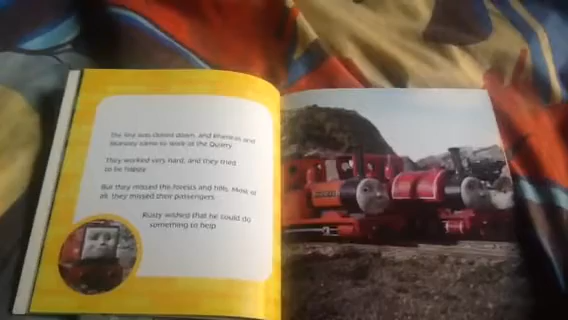 The line was closed down, and Rheneas and
Skarloey came to work at the Quarry.
They worked very hard, and they tried
to be happy.
But they missed the forests and hills. Most of
all, they missed their passengers.
Rusty wished that he could do
something to help.